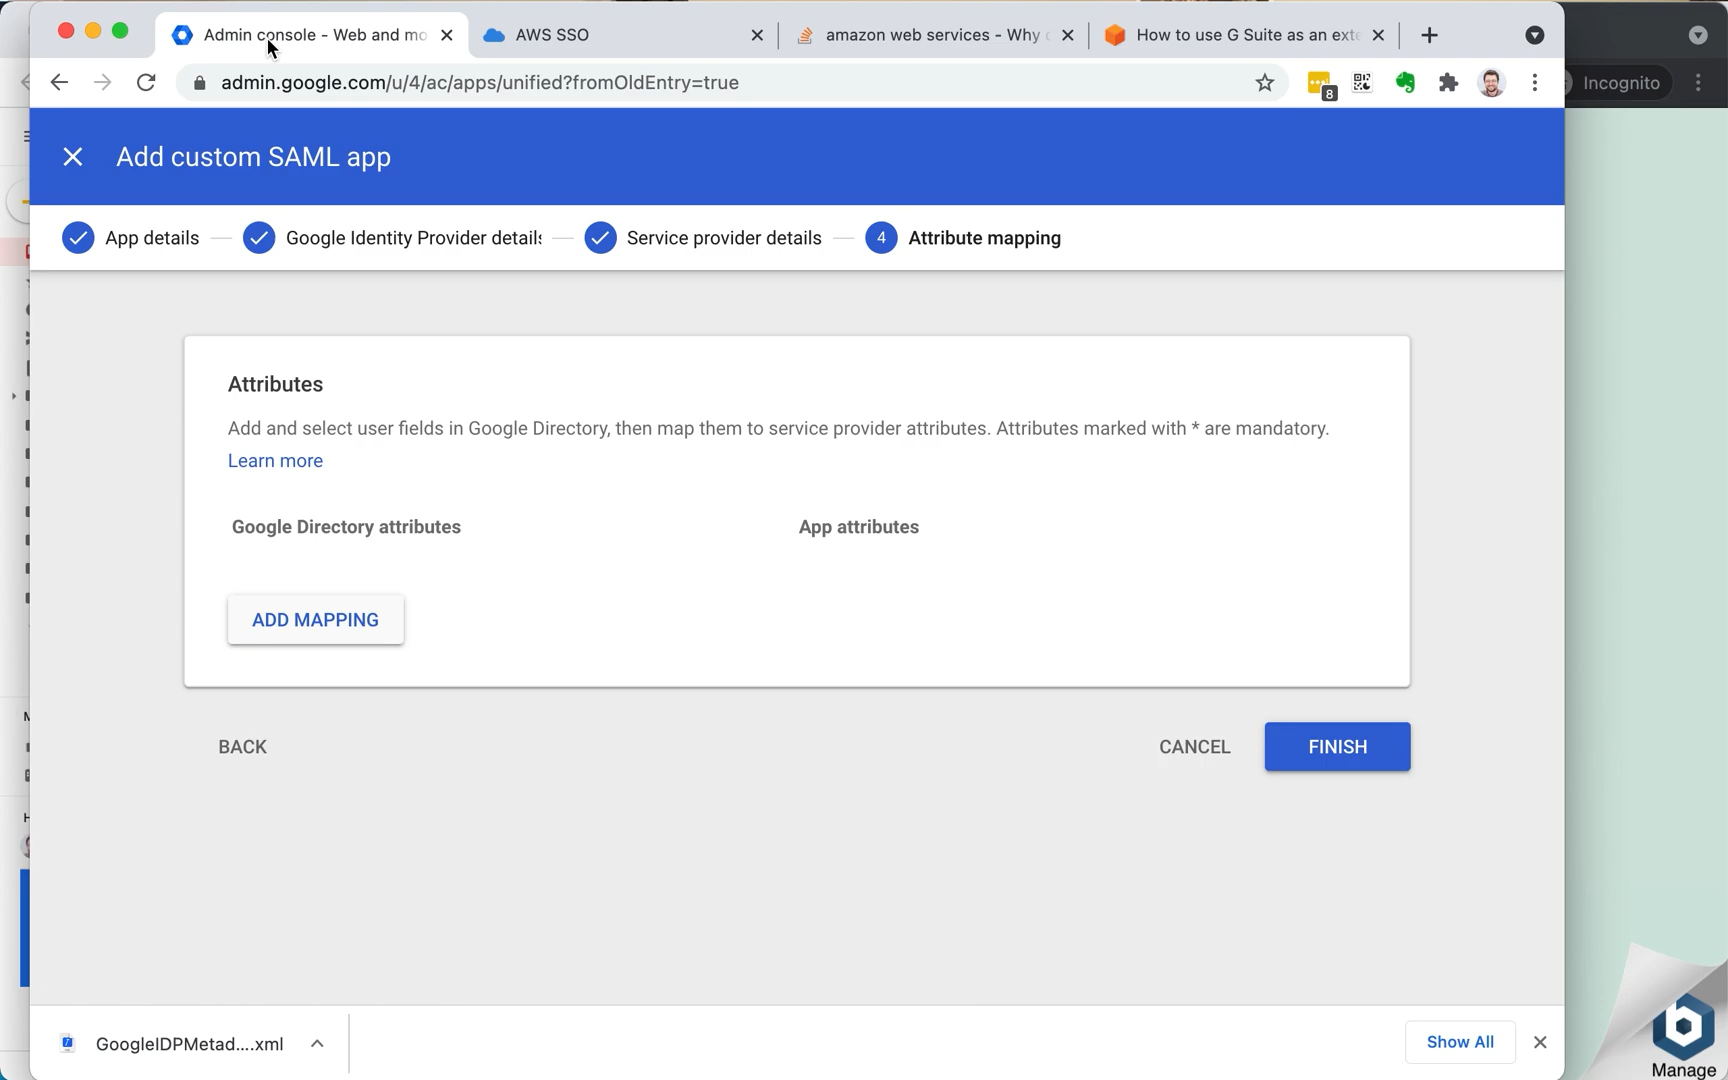 Admin console - Web and mo
AWS SSO
amazon web services - Why
How to use G Suite as an exte
admin.google.com/u/4/ac/apps/unified?fromOldEntry=true
8
Incognito
Add custom SAML app
App details
Google Identity Provider details
Service provider details
4
Attribute mapping
Attributes
Add and select user fields in Google Directory, then map them to service provider attributes. Attributes marked with * are mandatory.
Learn more
Google Directory attributes
App attributes
ADD MAPPING
BACK
CANCEL
FINISH
GoogleIDPMetad....xml
Show All
b
Manage